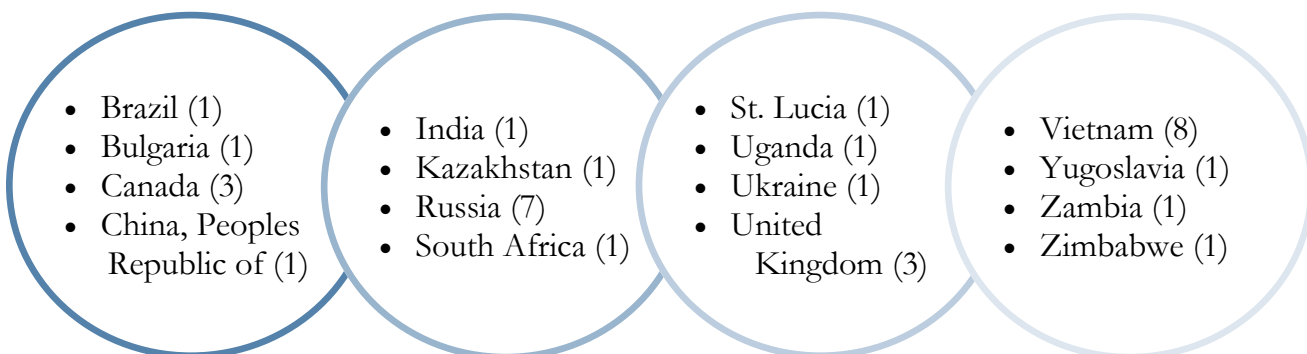 • Brazil (1)
• Bulgaria (1)
• Canada (3)
• China, Peoples
Republic of (1)
• India (1)
• Kazakhstan (1)
• Russia (7)
• South Africa (1)
• St. Lucia (1)
• Uganda (1)
• Ukraine (1)
• United
Kingdom (3)
• Vietnam (8)
• Yugoslavia (1)
• Zambia (1)
• Zimbabwe (1)